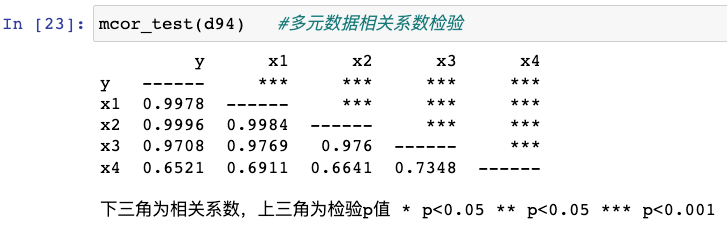 In [23]: mcor_test(d94)   #多元数据相关系数检验
y x1 x2 x3 x4
y ------ *** *** *** ***
x1 0.9978 ------ *** *** ***
x2 0.9996 0.9984 ------ *** ***
x3 0.9708 0.9769 0.976 ------ ***
x4 0.6521 0.6911 0.6641 0.7348 ------
下三角为相关系数，上三角为检验p值 * p<0.05 ** p<0.05 *** p<0.001